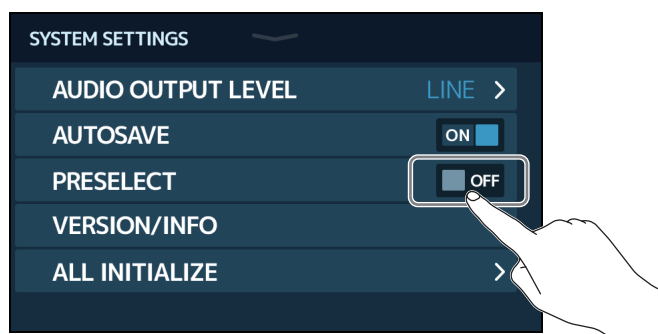 SYSTEM SETTINGS
AUDIO OUTPUT LEVEL LINE >
AUTOSAVE ON
PRESELECT OFF
VERSION/INFO
ALL INITIALIZE >